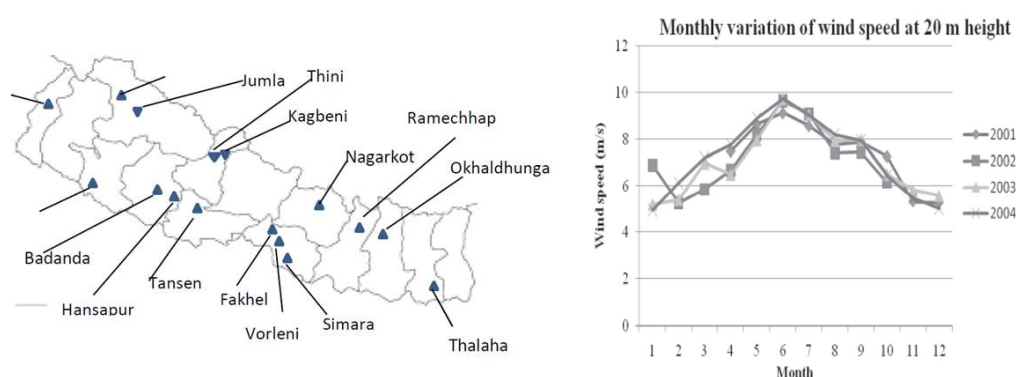 Jumla
Thini
Kagbeni
Ramechhap
Nagarkot
Okhaldhunga
Badanda
Tansen
Hansapur
Fakhel
Vorleni
Simara
Thalaha
Monthly variation of wind speed at 20 m height
Wind speed (m/s)
12
10
8
6
4
2
0
1 2 3 4 5 6 7 8 9 10 11 12
Month
2001
2002
2003
2004